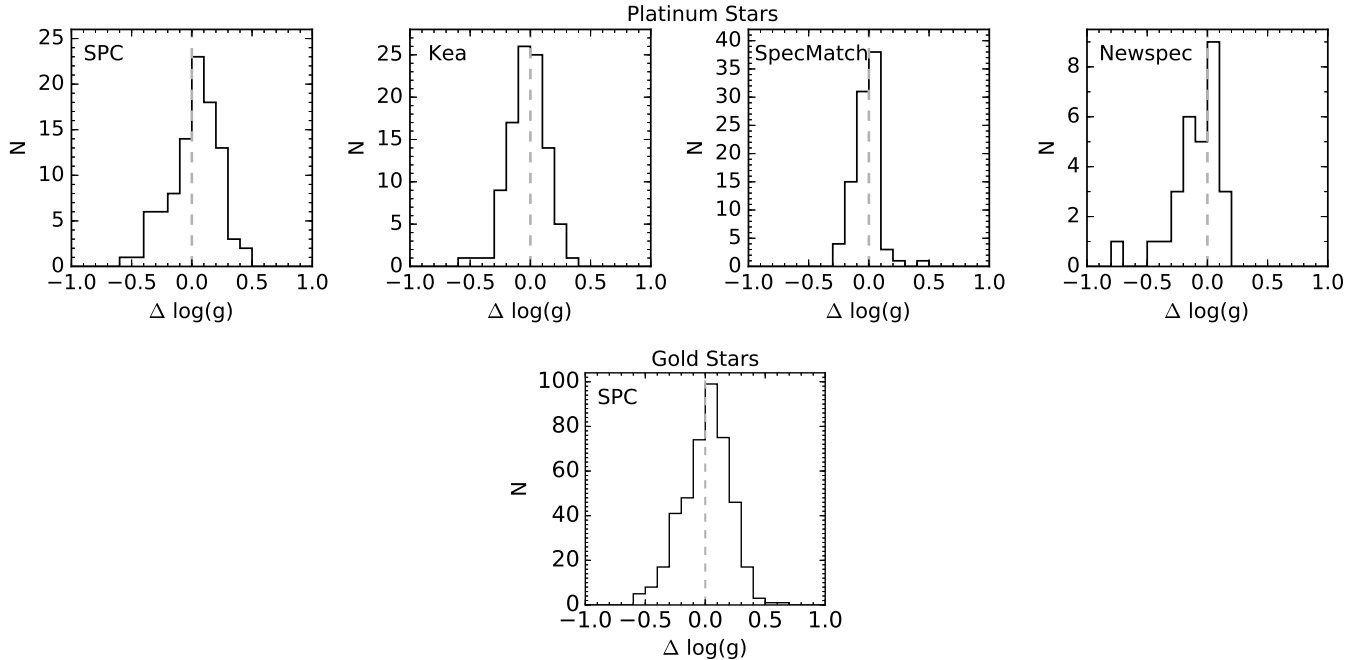 Platinum Stars
SPC
Kea
SpecMatch
Newspec
25
20
15
10
5
0
N
−1.0 −0.5 0.0 0.5 1.0
Δ log(g)
25
20
15
10
5
0
N
−1.0 −0.5 0.0 0.5 1.0
Δ log(g)
40
35
30
25
20
15
10
5
0
N
−1.0 −0.5 0.0 0.5 1.0
Δ log(g)
8
6
4
2
0
N
−1.0 −0.5 0.0 0.5 1.0
Δ log(g)
Gold Stars
SPC
100
80
60
40
20
0
N
−1.0 −0.5 0.0 0.5 1.0
Δ log(g)